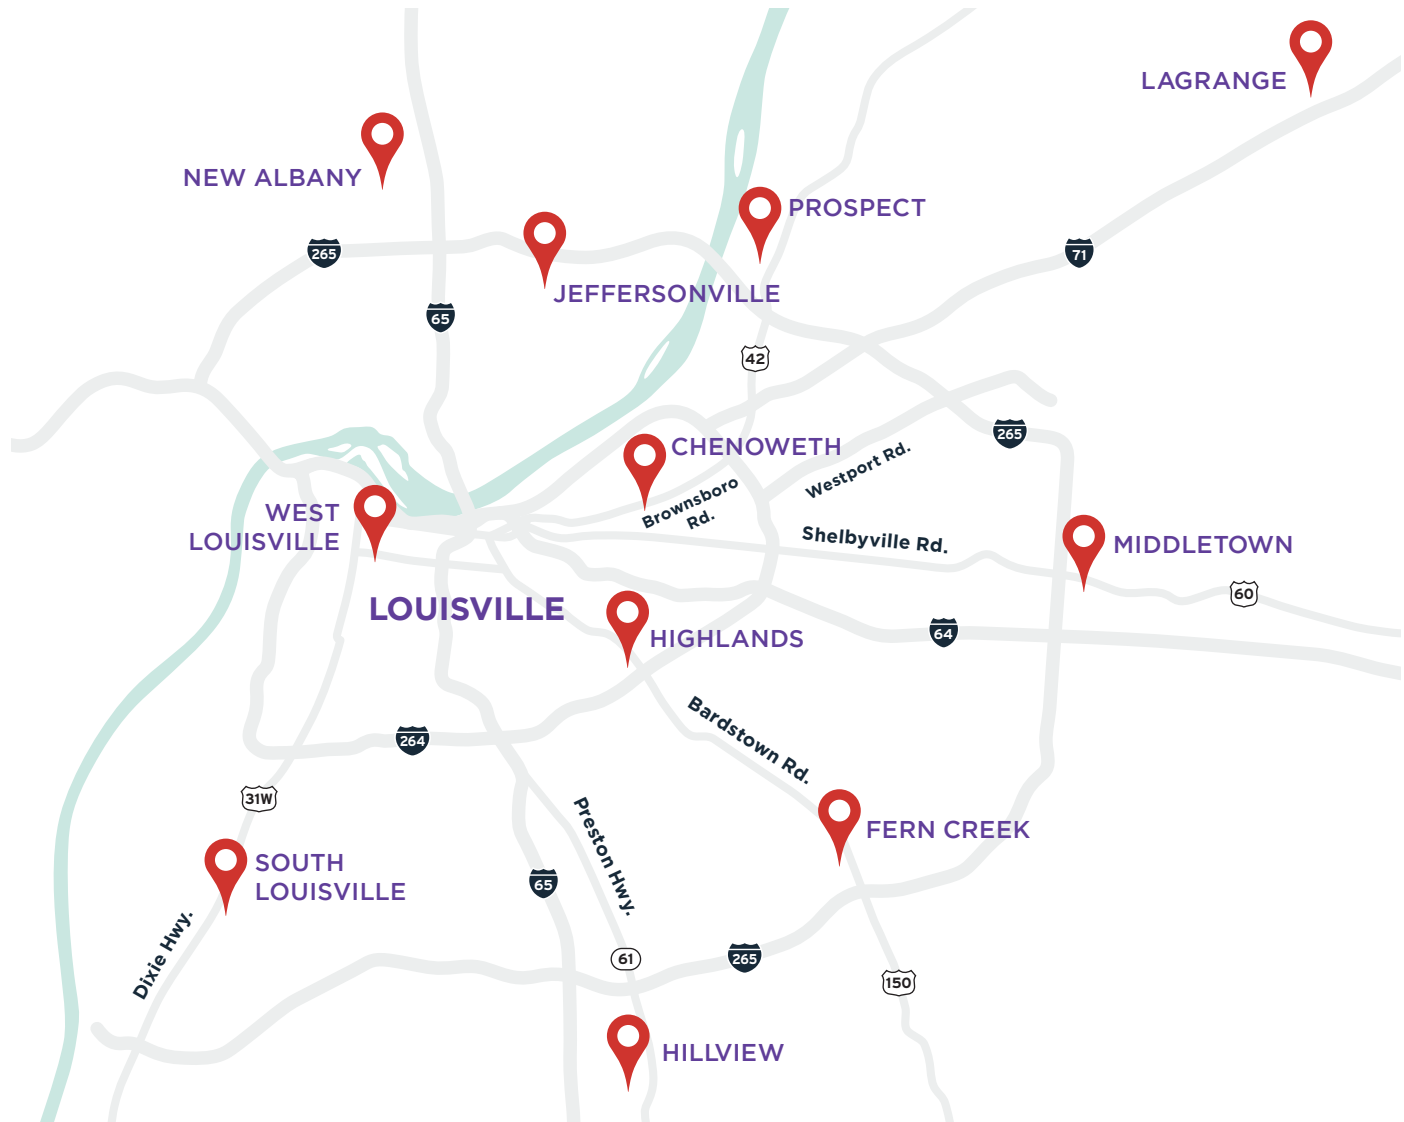 LAGRANGE
NEW ALBANY
PROSPECT
265
71
JEFFERSONVILLE
65
42
265
CHENOWETH
Westport Rd.
Brownsboro
Rd.
WEST
LOUISVILLE
Shelbyville Rd.
MIDDLETOWN
60
LOUISVILLE
HIGHLANDS
64
264
Bardstown Rd.
31W
Preston Hwy.
FERN CREEK
SOUTH
LOUISVILLE
65
Dixie Hwy.
61
265
150
HILLVIEW